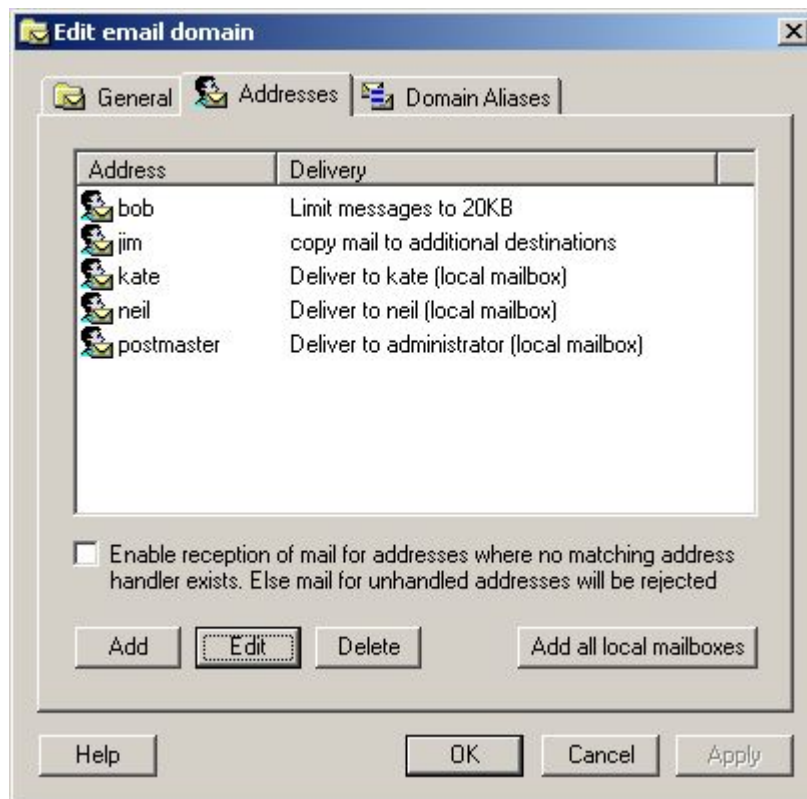 Edit email domain
General Addresses Domain Aliases
Address Delivery
bob Limit messages to 20KB
jim copy mail to additional destinations
kate Deliver to kate (local mailbox)
neil Deliver to neil (local mailbox)
postmaster Deliver to administrator (local mailbox)
Enable reception of mail for addresses where no matching address
handler exists. Else mail for unhandled addresses will be rejected
Add Edit Delete Add all local mailboxes
Help OK Cancel Apply